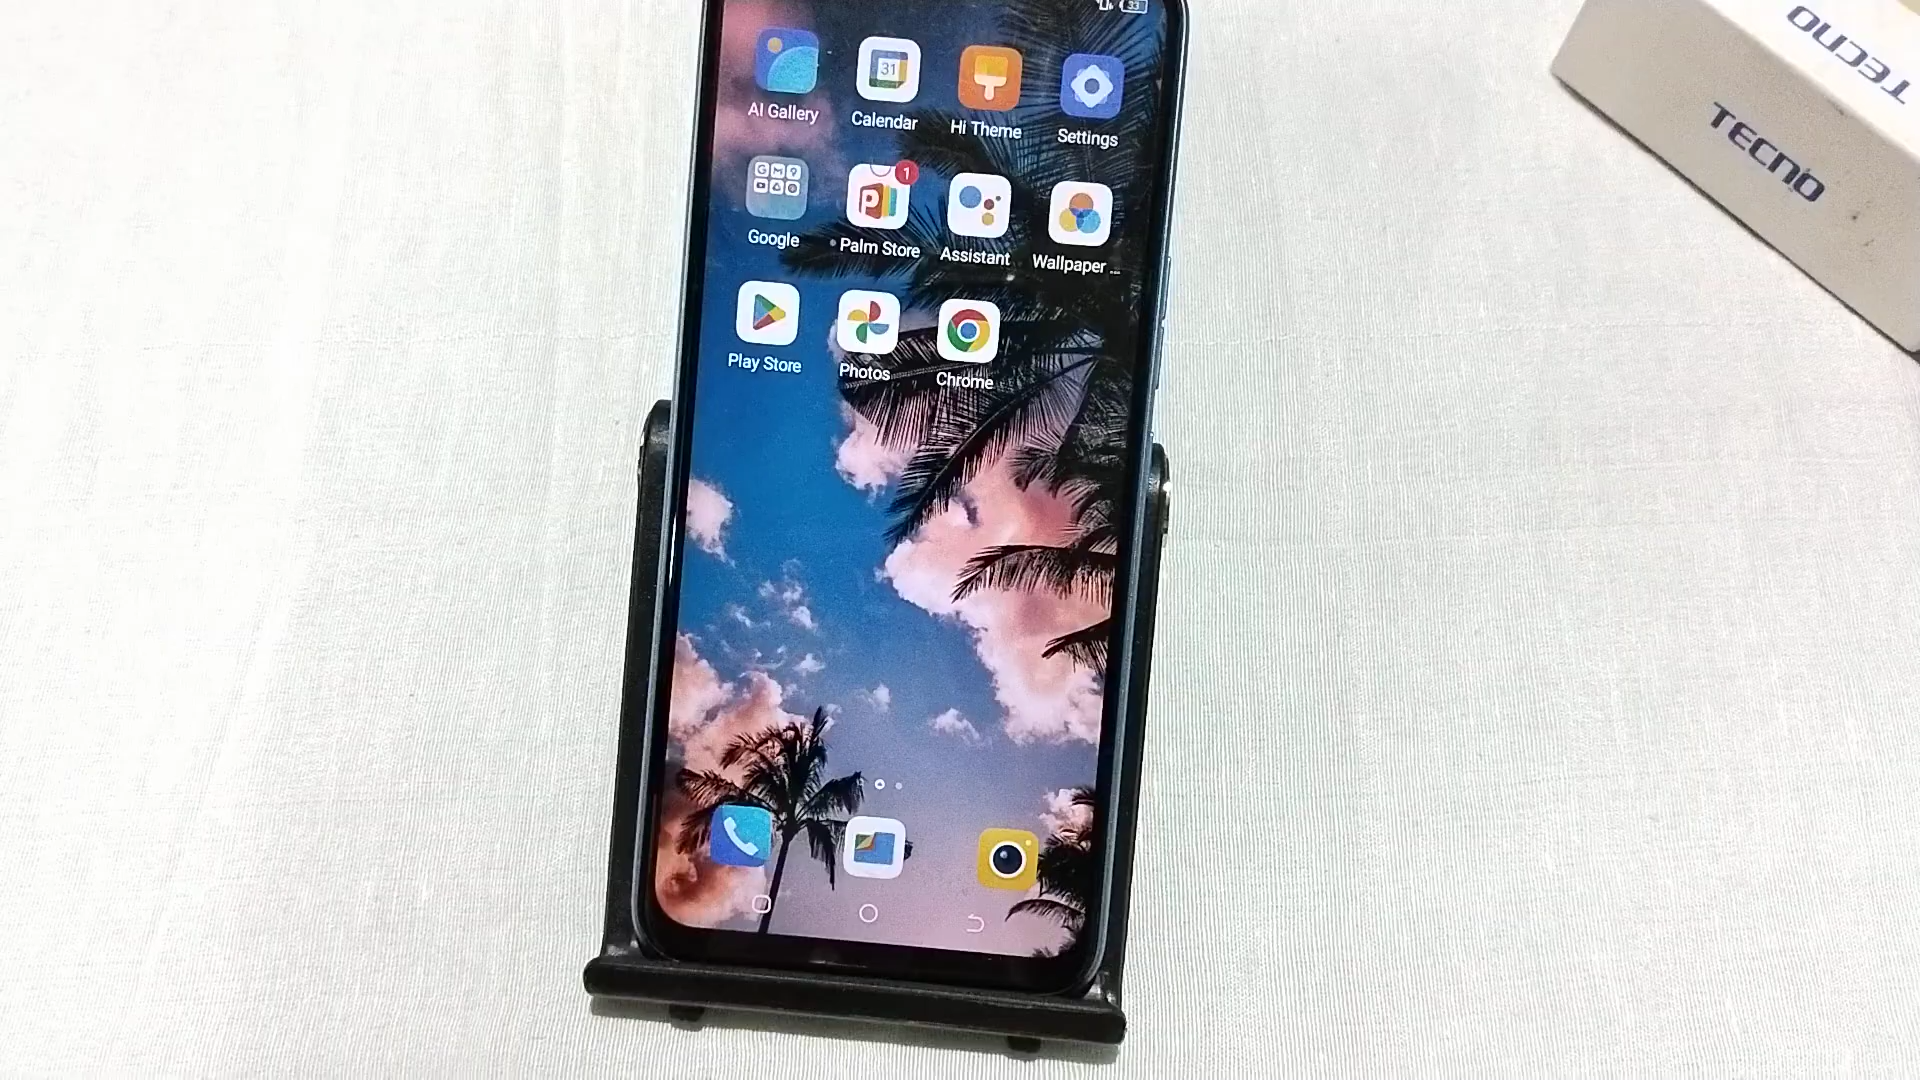 33
AI Gallery
31
Calendar
Hi Theme
Settings
G M
Google
P
1
Palm Store
Assistant
Wallpaper ...
Play Store
Photos
Chrome
TECNO
TECNO